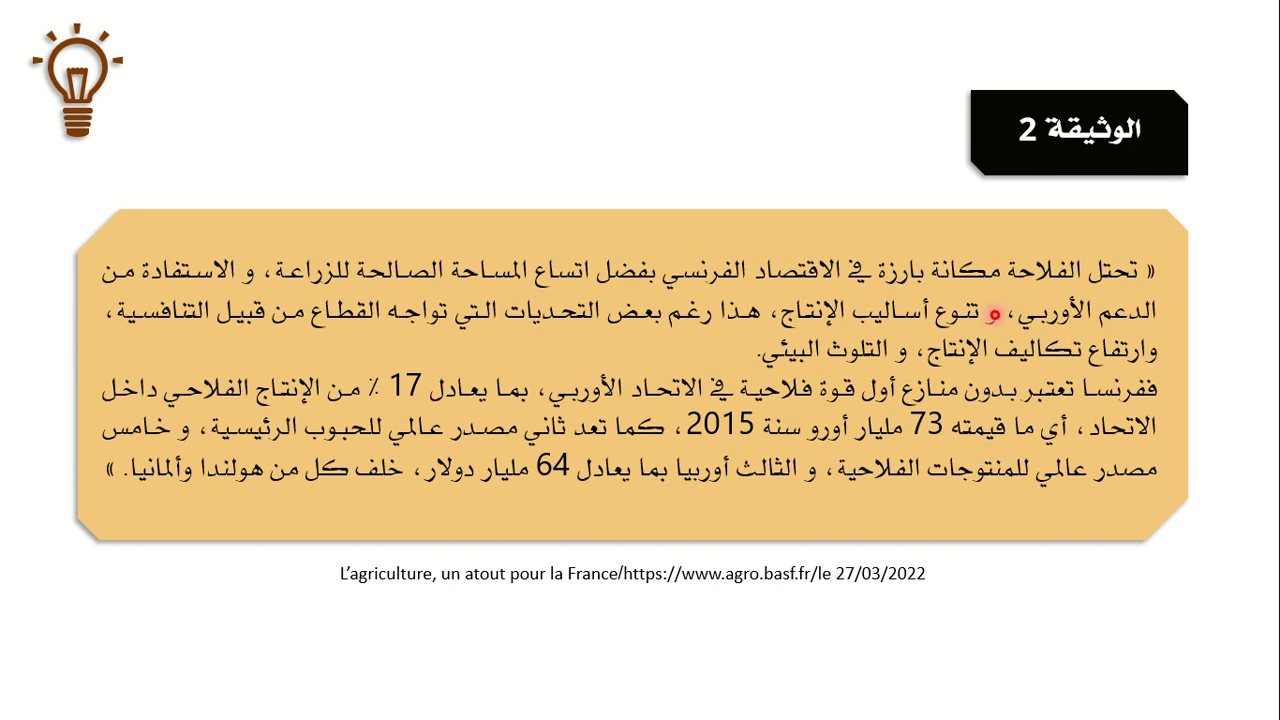 الوثيقة 2
« تحتل الفلاحة مكانة بارزة في الاقتصاد الفرنسي بفضل اتساع المساحة الصالحة للزراعة، و الاستفادة من
الدعم الأوربي، و تنوع أساليب الإنتاج، هذا رغم بعض التحديات التي تواجه القطاع من قبيل التنافسية،
وارتفاع تكاليف الإنتاج، و التلوث البيئي.
ففرنسا تعتبر بدون منازع أول قوة فلاحية في الاتحاد الأوربي، بما يعادل 17 ٪ من الإنتاج الفلاحي داخل
الاتحاد، أي ما قيمته 73 مليار أورو سنة 2015، كما تعد ثاني مصدر عالمي للحبوب الرئيسية، و خامس
مصدر عالمي للمنتوجات الفلاحية، و الثالث أوربيا بما يعادل 64 مليار دولار، خلف كل من هولندا وألمانيا. »
L'agriculture, un atout pour la France/https://www.agro.basf.fr/le 27/03/2022